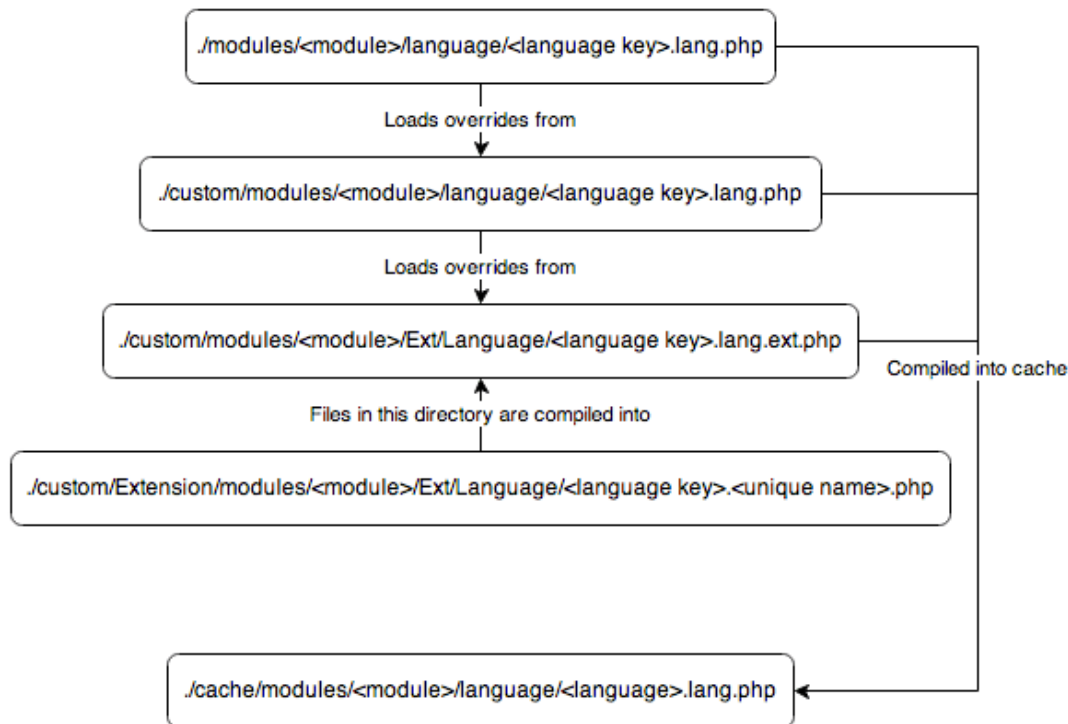 ./modules/<module>/language/<language key>.lang.php
Loads overrides from
./custom/modules/<module>/language/<language key>.lang.php
Loads overrides from
./custom/modules/<module>/Ext/Language/<language key>.lang.ext.php
Compiled into cache
Files in this directory are compiled into
./custom/Extension/modules/<module>/Ext/Language/<language key>.<unique name>.php
./cache/modules/<module>/language/<language>.lang.php